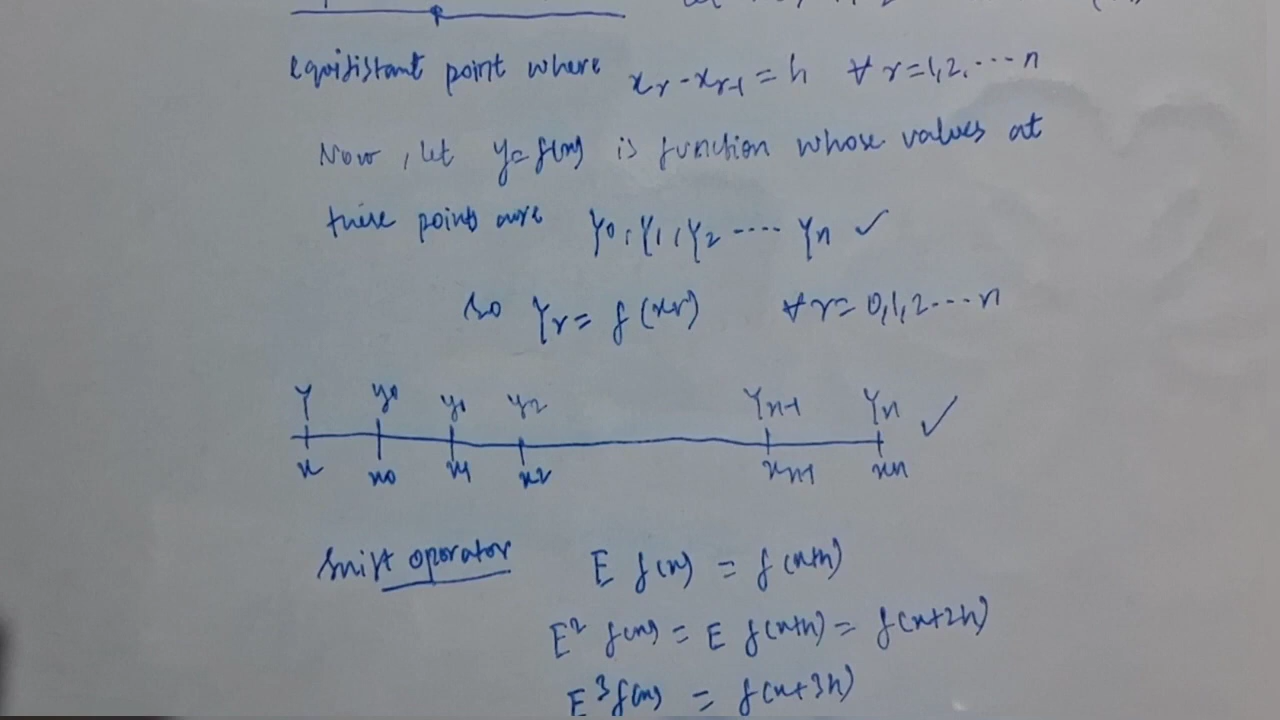 equidistant point where xr - xr-1 = h ∀ r=1,2,...n
Now, let y=f(x) is function whose values at
these points are Y0, Y1, Y2 ---- Yn ✓
so Yr = f(xr) ∀ r= 0,1,2...n
Y y0 y1 y2 Yn-1 Yn ✓
x x0 x1 x2 xn-1 xn
Shift operator E f(x) = f(x+h)
E² f(x) = E f(x+h) = f(x+2h)
E³ f(x) = f(x+3h)